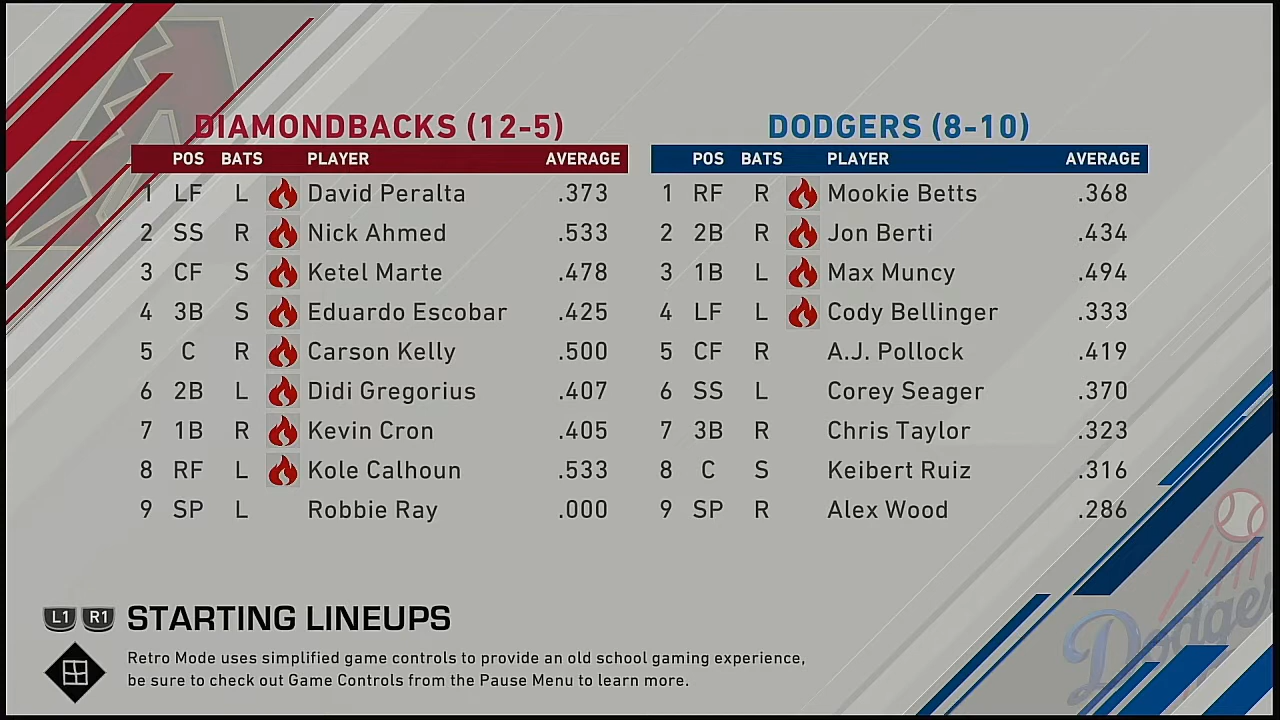 DIAMONDBACKS (12-5)
POS BATS PLAYER AVERAGE
1 LF L David Peralta .373
2 SS R Nick Ahmed .533
3 CF S Ketel Marte .478
4 3B S Eduardo Escobar .425
5 C R Carson Kelly .500
6 2B L Didi Gregorius .407
7 1B R Kevin Cron .405
8 RF L Kole Calhoun .533
9 SP L Robbie Ray .000
DODGERS (8-10)
POS BATS PLAYER AVERAGE
1 RF R Mookie Betts .368
2 2B R Jon Berti .434
3 1B L Max Muncy .494
4 LF L Cody Bellinger .333
5 CF R A.J. Pollock .419
6 SS L Corey Seager .370
7 3B R Chris Taylor .323
8 C S Keibert Ruiz .316
9 SP R Alex Wood .286
L1 R1 STARTING LINEUPS
Retro Mode uses simplified game controls to provide an old school gaming experience,
be sure to check out Game Controls from the Pause Menu to learn more.
Dodgers